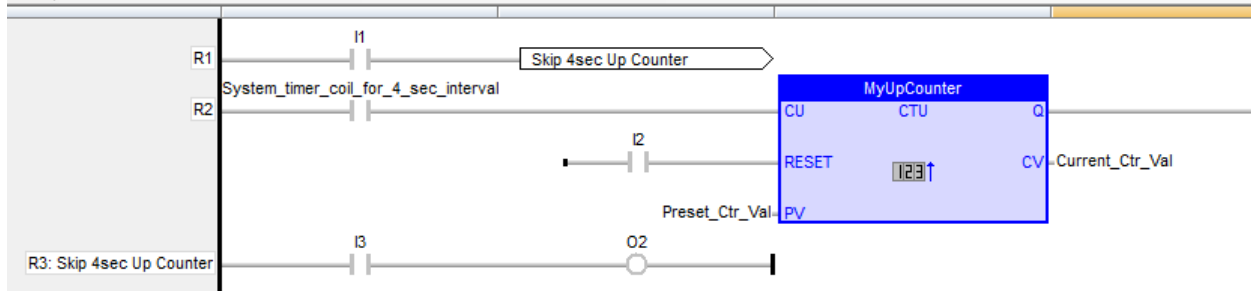 I1
R1
Skip 4sec Up Counter
System_timer_coil_for_4_sec_interval
R2
MyUpCounter
CU CTU Q
I2
RESET 123 CV Current_Ctr_Val
Preset_Ctr_Val PV
I3 O2
R3: Skip 4sec Up Counter